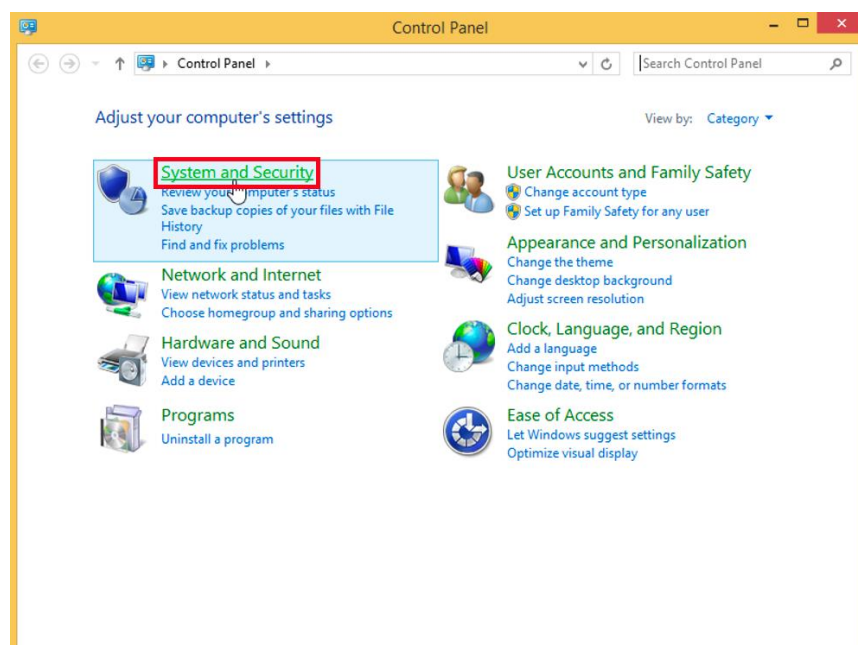 Control Panel
Control Panel
Search Control Panel
Adjust your computer's settings
View by: Category
System and Security
Review your computer's status
Save backup copies of your files with File
History
Find and fix problems
Network and Internet
View network status and tasks
Choose homegroup and sharing options
Hardware and Sound
View devices and printers
Add a device
Programs
Uninstall a program
User Accounts and Family Safety
Change account type
Set up Family Safety for any user
Appearance and Personalization
Change the theme
Change desktop background
Adjust screen resolution
Clock, Language, and Region
Add a language
Change input methods
Change date, time, or number formats
Ease of Access
Let Windows suggest settings
Optimize visual display